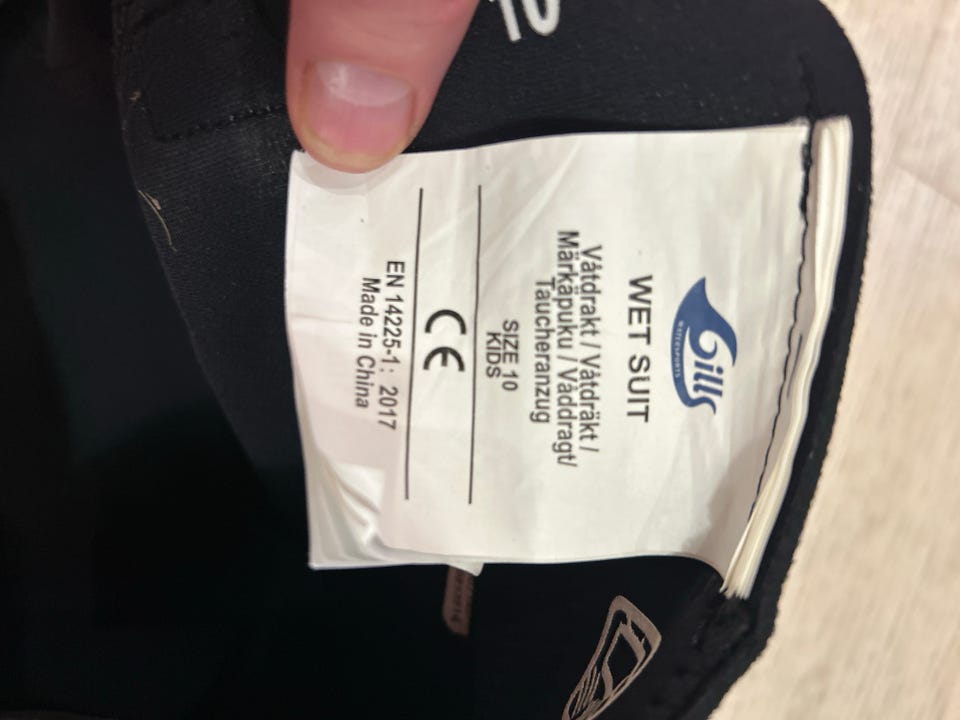 Gills
WATERSPORTS
WET SUIT
Våtdrakt / Våtdräkt /
Märkäpuku / Våddragt/
Taucheranzug
SIZE 10
KIDS
CE
EN 14225-1: 2017
Made in China